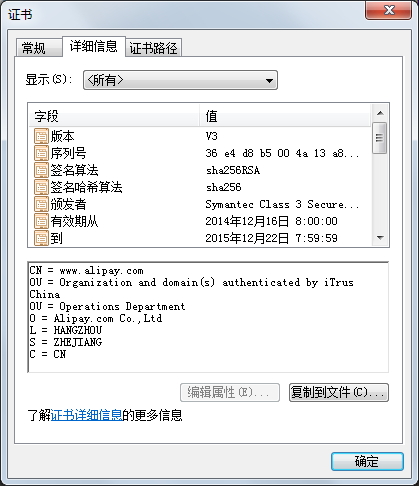 证书
常规 详细信息 证书路径
显示(S): <所有>
字段 值
版本 V3
序列号 36 e4 d8 b5 00 4a 13 a8...
签名算法 sha256RSA
签名哈希算法 sha256
颁发者 Symantec Class 3 Secure...
有效期从 2014年12月16日 8:00:00
到 2015年12月22日 7:59:59
CN = www.alipay.com
OU = Organization and domain(s) authenticated by iTrus
China
OU = Operations Department
O = Alipay.com Co.,Ltd
L = HANGZHOU
S = ZHEJIANG
C = CN
编辑属性(E)... 复制到文件(C)...
了解证书详细信息的更多信息
确定